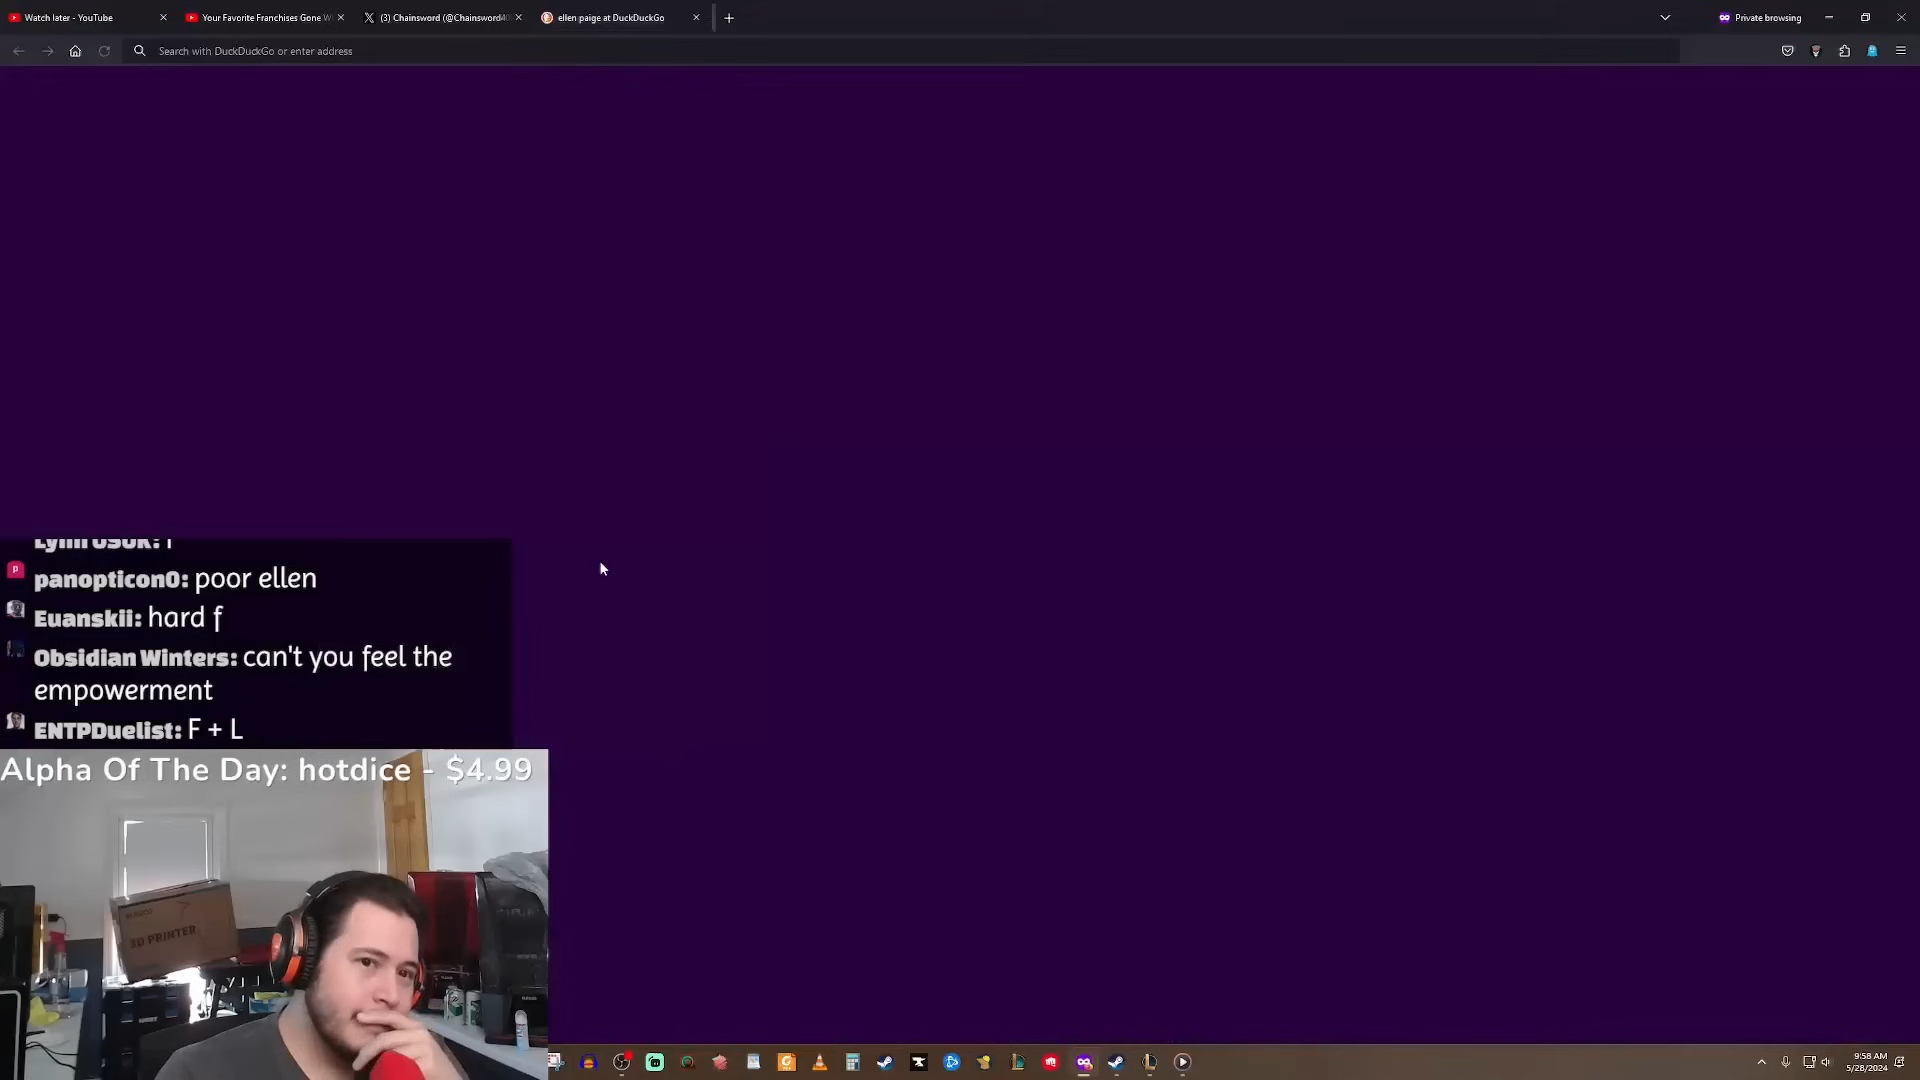 Watch later - YouTube
Your Favorite Franchises Gone W
(3) Chainsword (@Chainsword40
ellen paige at DuckDuckGo
Private browsing
Search with DuckDuckGo or enter address
panopticon0: poor ellen
Euanskii: hard f
Obsidian Winters: can't you feel the
empowerment
ENTPDuelist: F + L
Alpha Of The Day: hotdice - $4.99
3D PRINTER
9:58 AM
5/28/2024